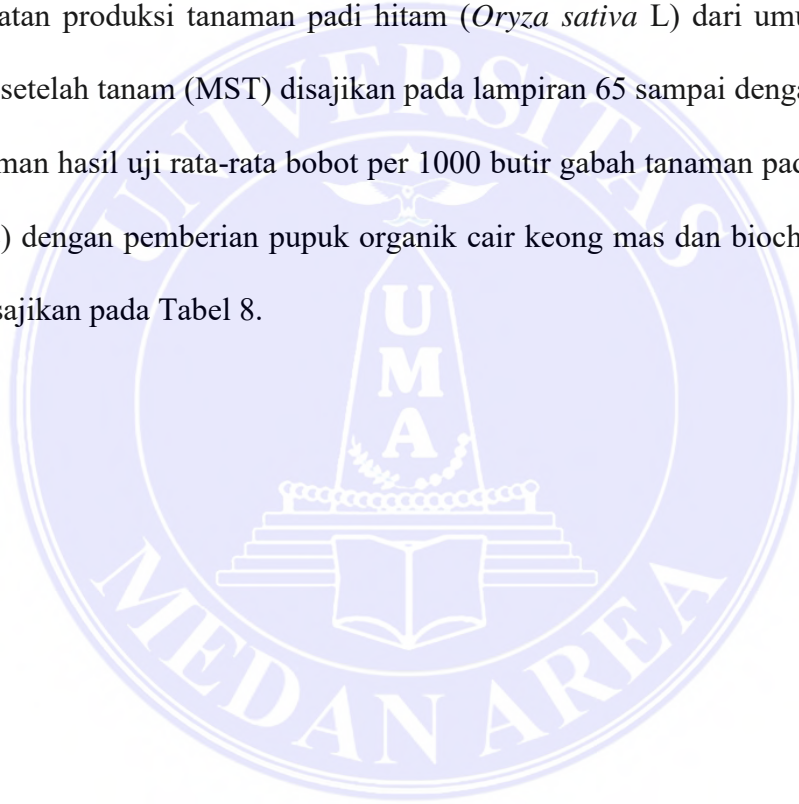 atan produksi tanaman padi hitam (Oryza sativa L) dari umu
setelah tanam (MST) disajikan pada lampiran 65 sampai denga
man hasil uji rata-rata bobot per 1000 butir gabah tanaman pad
) dengan pemberian pupuk organik cair keong mas dan bioch
sajikan pada Tabel 8.
UNIVERSITAS
U
M
A
MEDAN AREA